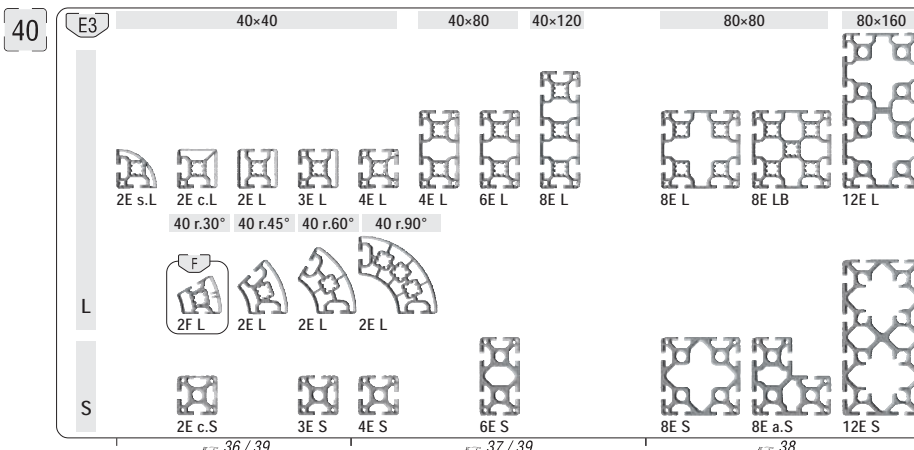 40
E3
40×40 40×80 40×120 80×80 80×160
2E s.L 2E c.L 2E L 3E L 4E L 4E L 6E L 8E L 8E L 8E LB 12E L
40 r.30° 40 r.45° 40 r.60° 40 r.90°
F
L
2F L 2E L 2E L 2E L
S
2E c.S 3E S 4E S 6E S 8E S 8E a.S 12E S
☞ 36 / 39 ☞ 37 / 39 ☞ 38